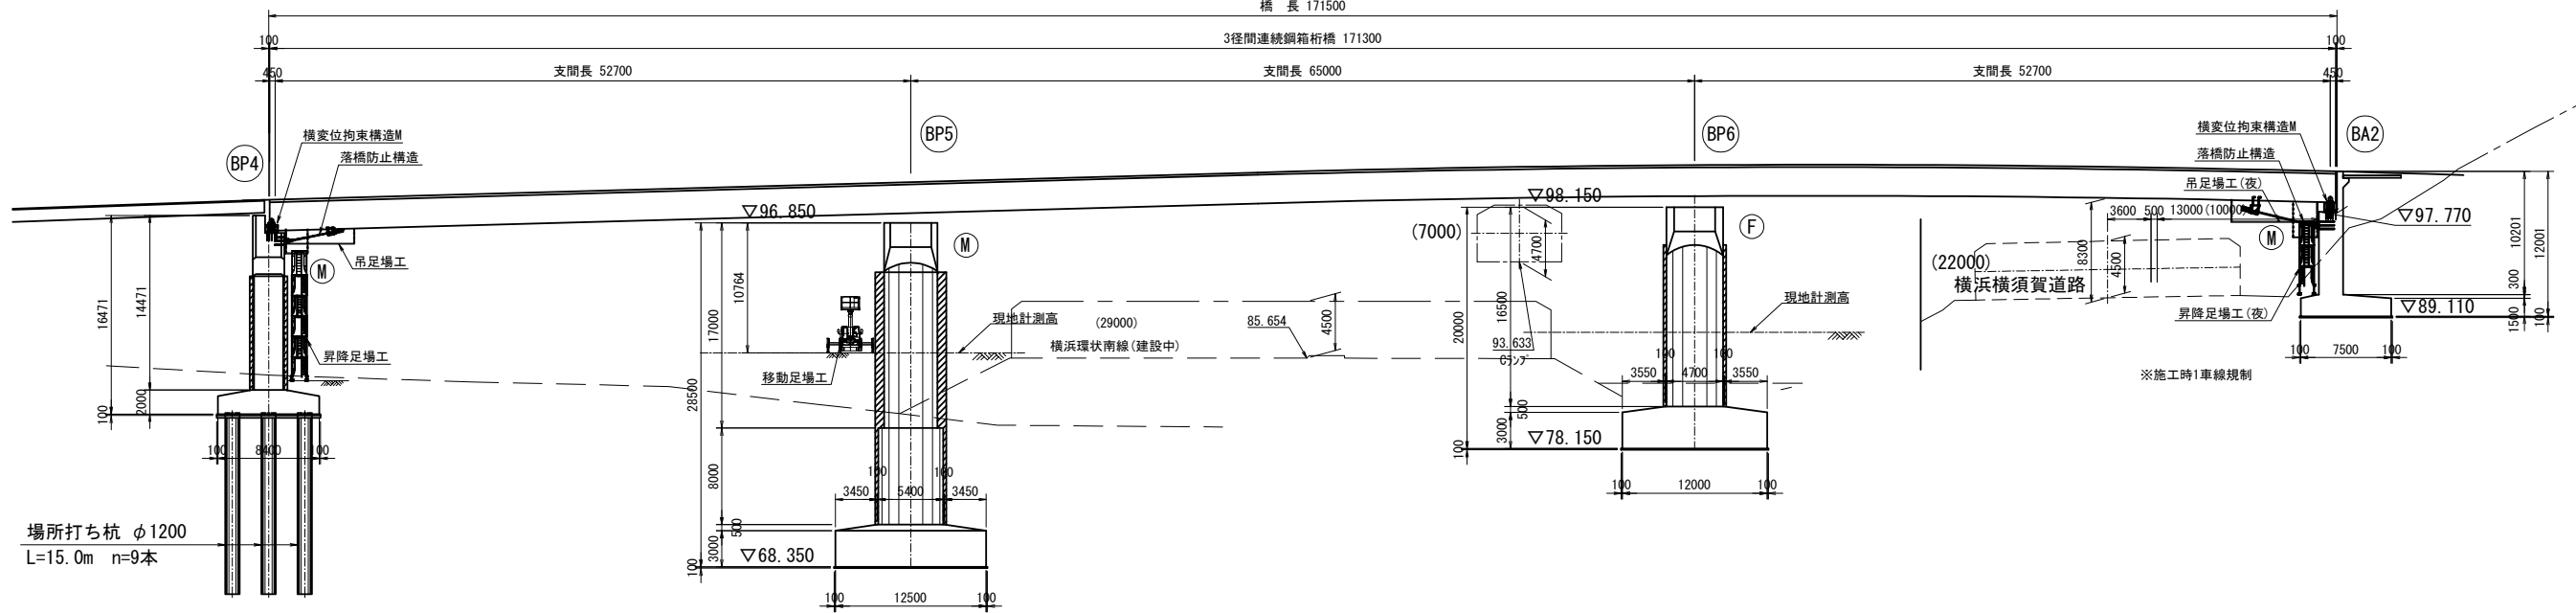 橋 長 171500
100
3径間連続鋼箱桁橋 171300
100
450
支間長 52700
支間長 65000
支間長 52700
450
BP4
BP5
BP6
BA2
横変位拘束構造M
落橋防止構造
横変位拘束構造M
落橋防止構造
吊足場工(夜)
▽96.850
▽98.150
▽97.770
(7000)
M
F
M
M
吊足場工
3600
500
13000(10000)
16471
14471
10764
17000
28500
4700
16500
20000
8300
4500
10201
12001
300
(22000)
横浜横須賀道路
現地計測高
(29000)
横浜環状南線(建設中)
85.654
4500
現地計測高
93.633
Cランプ
昇降足場工
移動足場工
昇降足場工(夜)
▽89.110
1500
100
100
7500
100
※施工時1車線規制
100
100
3550
4700
3550
2000
100
100
8400
100
500
3000
100
▽78.150
100
12000
100
8000
100
100
3450
5400
3450
500
3000
100
▽68.350
100
12500
100
場所打ち杭 φ1200
L=15.0m n=9本